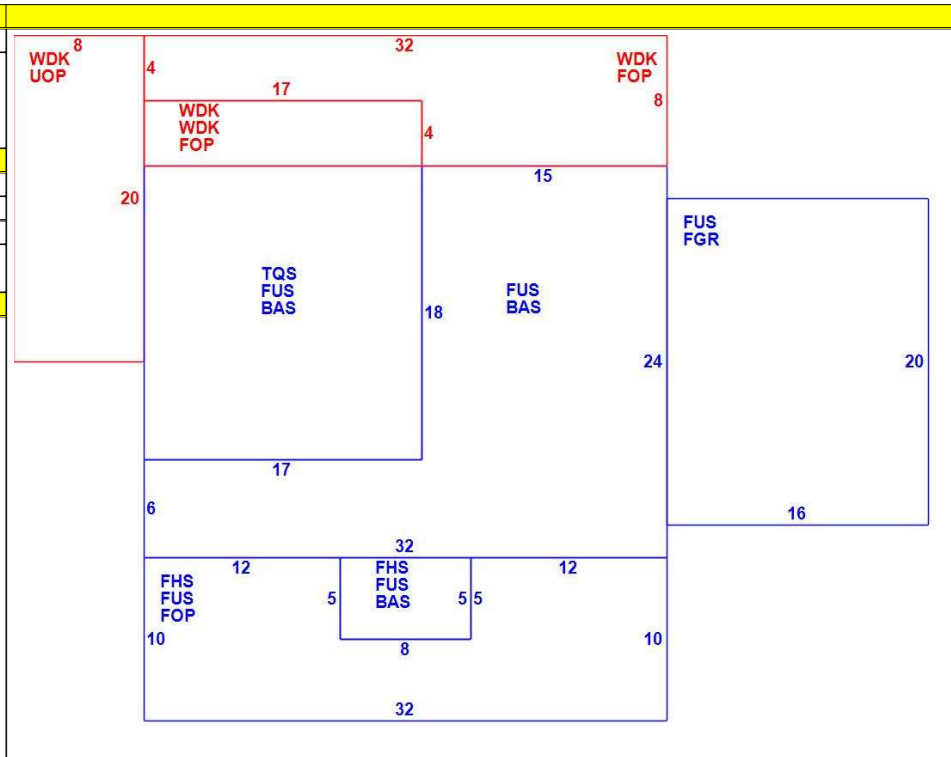 8
32
WDK
UOP
4
WDK
FOP
17
8
WDK
WDK
FOP
4
15
20
FUS
FGR
TQS
FUS
BAS
FUS
BAS
18
24
20
17
6
16
32
12
FHS
FUS
BAS
12
FHS
FUS
FOP
5
5
5
10
8
10
32